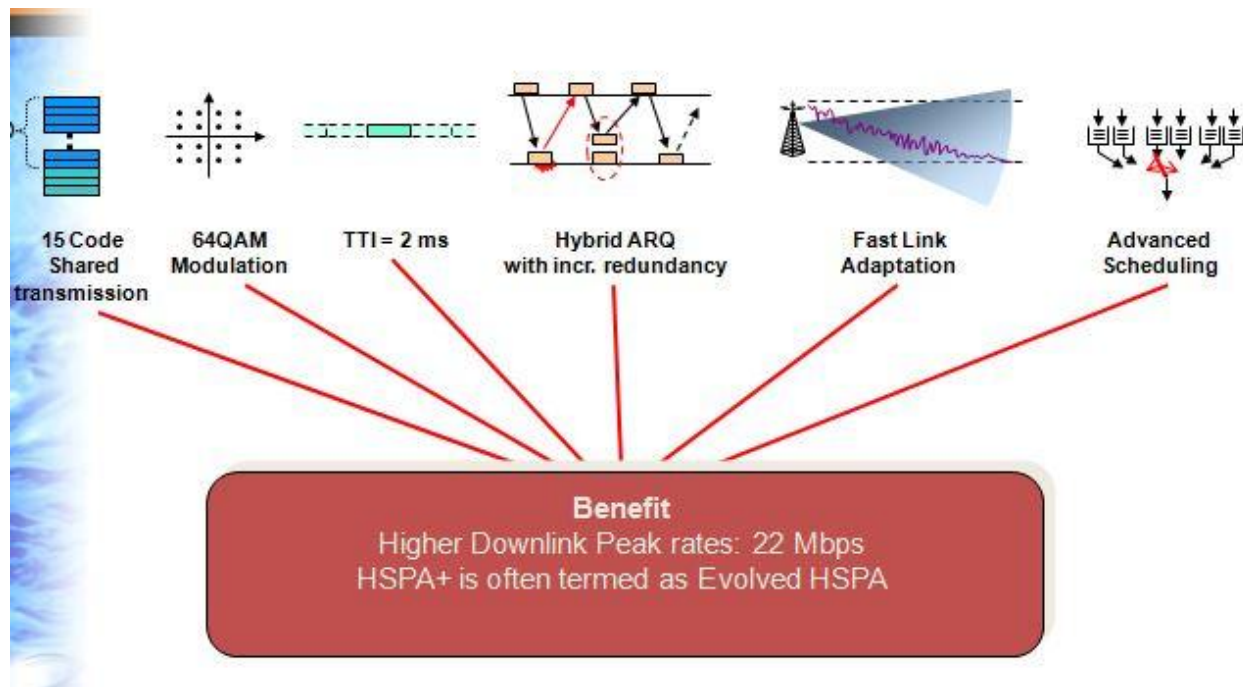 15 Code
Shared
transmission
64QAM
Modulation
TTI = 2 ms
Hybrid ARQ
with incr. redundancy
Fast Link
Adaptation
Advanced
Scheduling
Benefit
Higher Downlink Peak rates: 22 Mbps
HSPA+ is often termed as Evolved HSPA